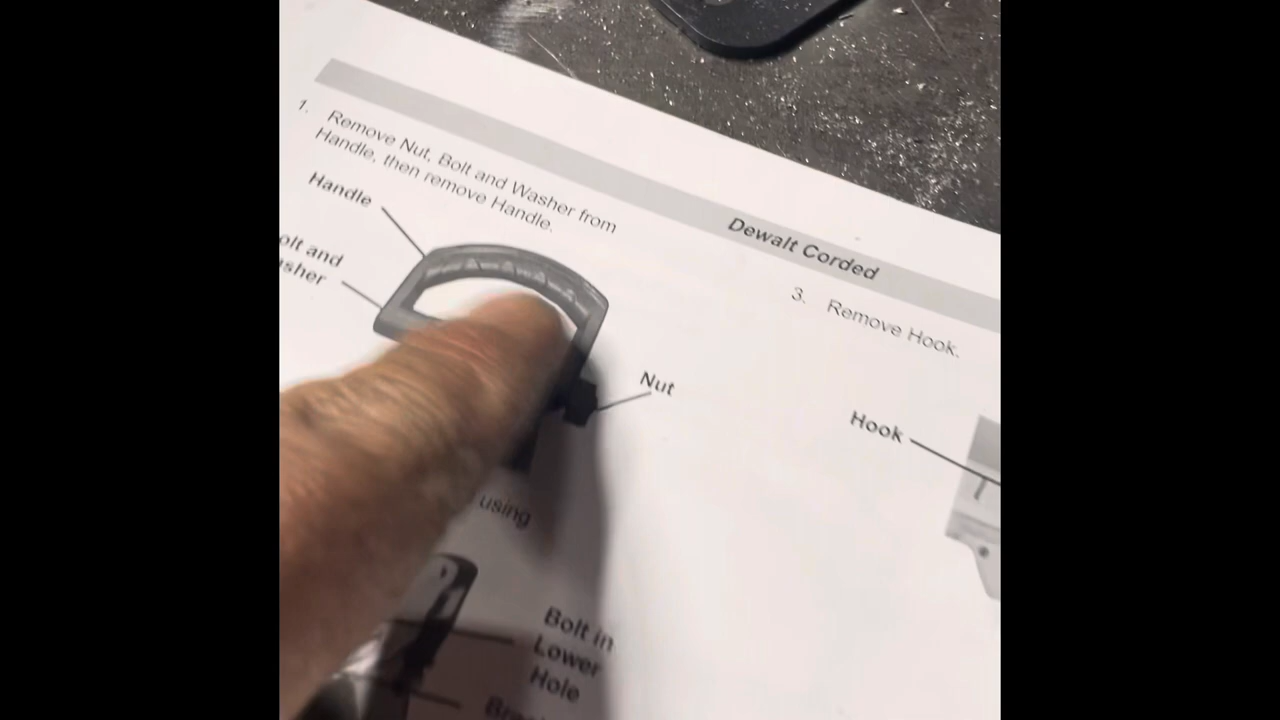 Dewalt Corded
1. Remove Nut, Bolt and Washer from
Handle, then remove Handle.
Handle
olt and
asher
Nut
using
Bolt in
Lower
Hole
3. Remove Hook.
Hook